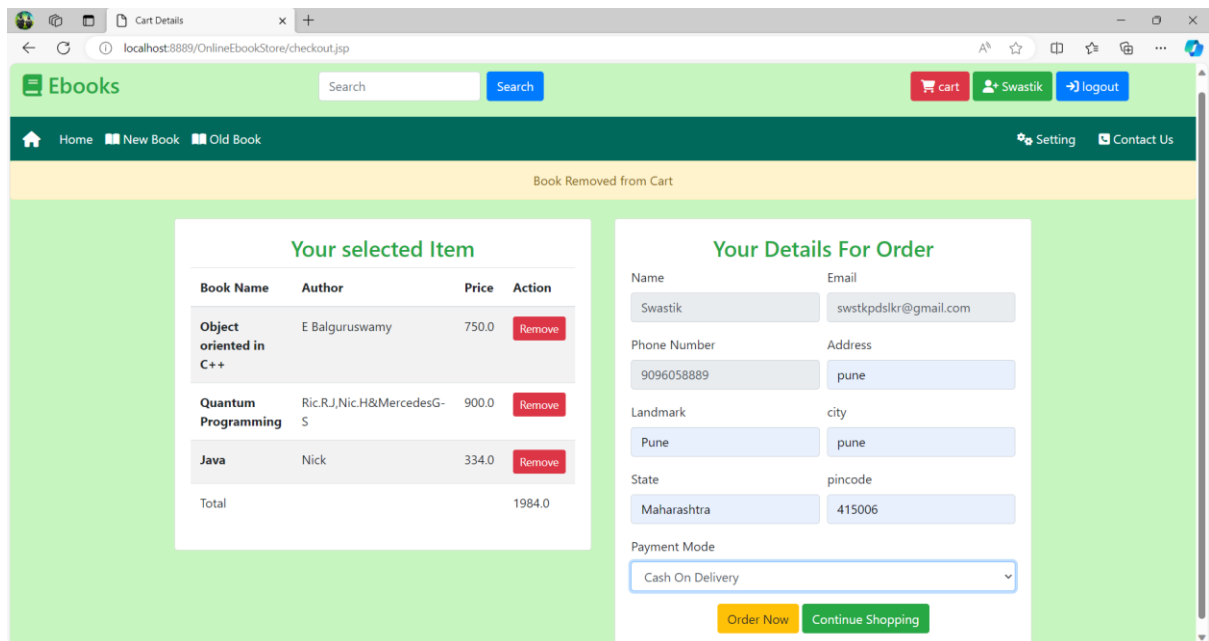 Cart Details
localhost:8889/OnlineEbookStore/checkout.jsp
Ebooks
Search Search
cart Swastik logout
Home New Book Old Book
Setting Contact Us
Book Removed from Cart
Your selected Item
Book Name Author Price Action
Object E Balguruswamy 750.0 Remove
oriented in
C++
Quantum Ric.R.J,Nic.H&MercedesG- 900.0 Remove
Programming S
Java Nick 334.0 Remove
Total 1984.0
Your Details For Order
Name Email
Swastik swstkpdslkr@gmail.com
Phone Number Address
9096058889 pune
Landmark city
Pune pune
State pincode
Maharashtra 415006
Payment Mode
Cash On Delivery
Order Now Continue Shopping